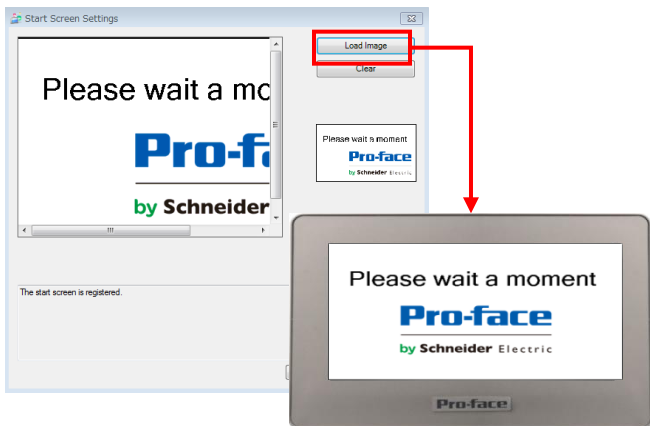 Start Screen Settings
Load Image
Clear
Please wait a mc
Pro-fa
by Schneider
Please wait a moment
Pro-face
by Schneider Electric
The start screen is registered.
Please wait a moment
Pro-face
by Schneider Electric
Pro-face